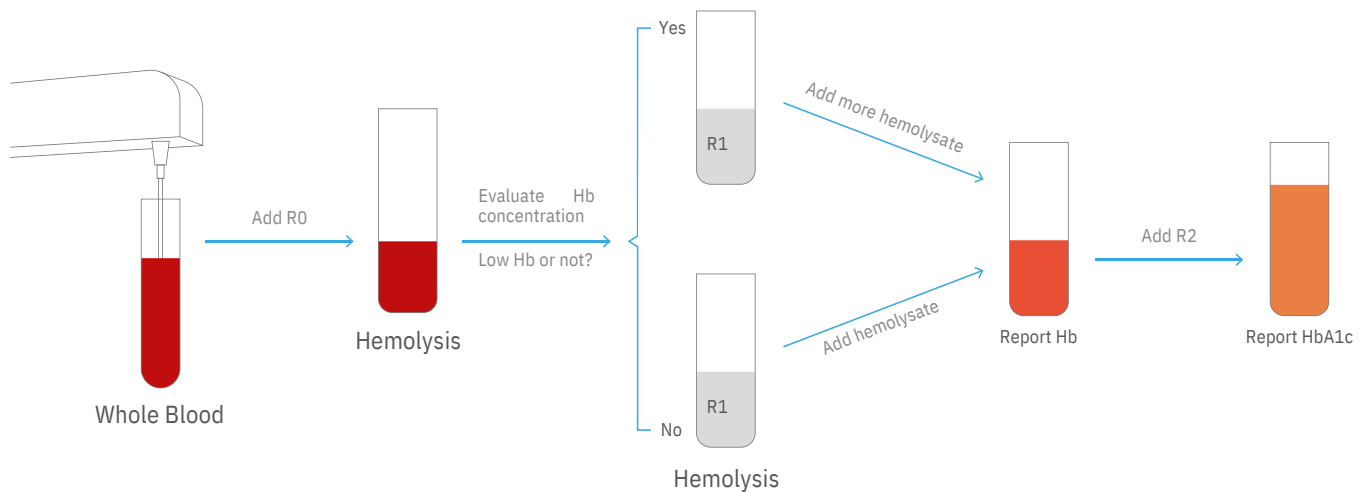 Whole Blood
Add R0
Hemolysis
Evaluate Hb
concentration
Low Hb or not?
Yes
R1
Add more hemolysate
No
R1
Hemolysis
Add hemolysate
Report Hb
Add R2
Report HbA1c